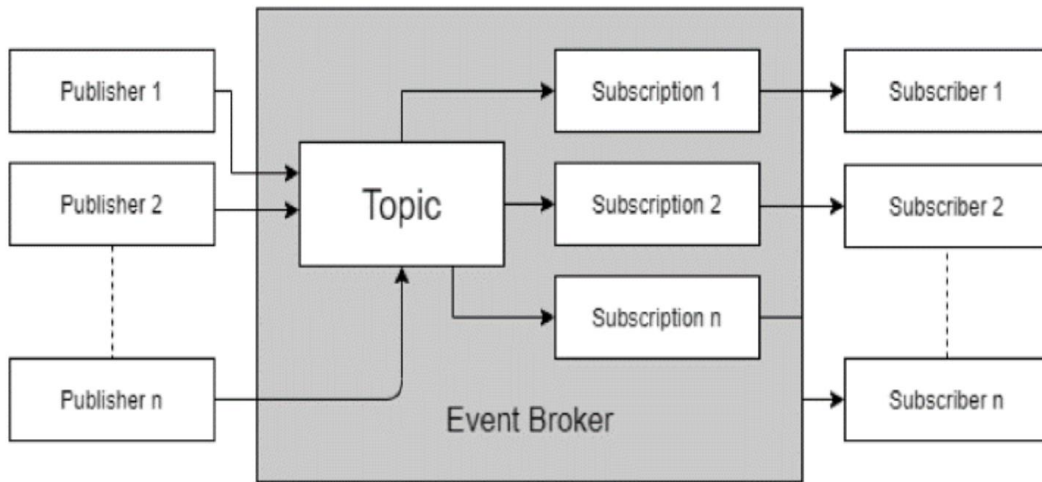 Publisher 1
Subscription 1
Subscriber 1
Publisher 2
Topic
Subscription 2
Subscriber 2
Subscription n
Publisher n
Event Broker
Subscriber n